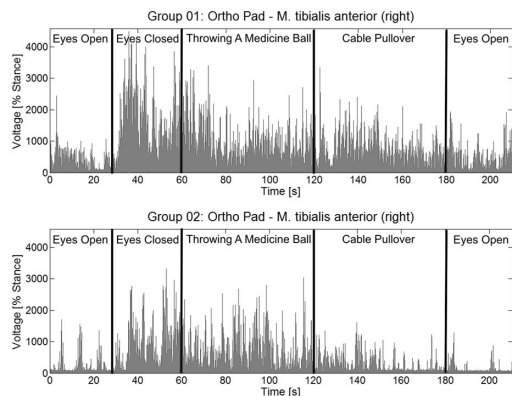 Group 01: Ortho Pad - M. tibialis anterior (right)
Eyes Open Eyes Closed Throwing A Medicine Ball Cable Pullover Eyes Open
Voltage [% Stance]
4000
3000
2000
1000
0
0 20 40 60 80 100 120 140 160 180 200
Time [s]
Group 02: Ortho Pad - M. tibialis anterior (right)
Eyes Open Eyes Closed Throwing A Medicine Ball Cable Pullover Eyes Open
Voltage [% Stance]
4000
3000
2000
1000
0
0 20 40 60 80 100 120 140 160 180 200
Time [s]